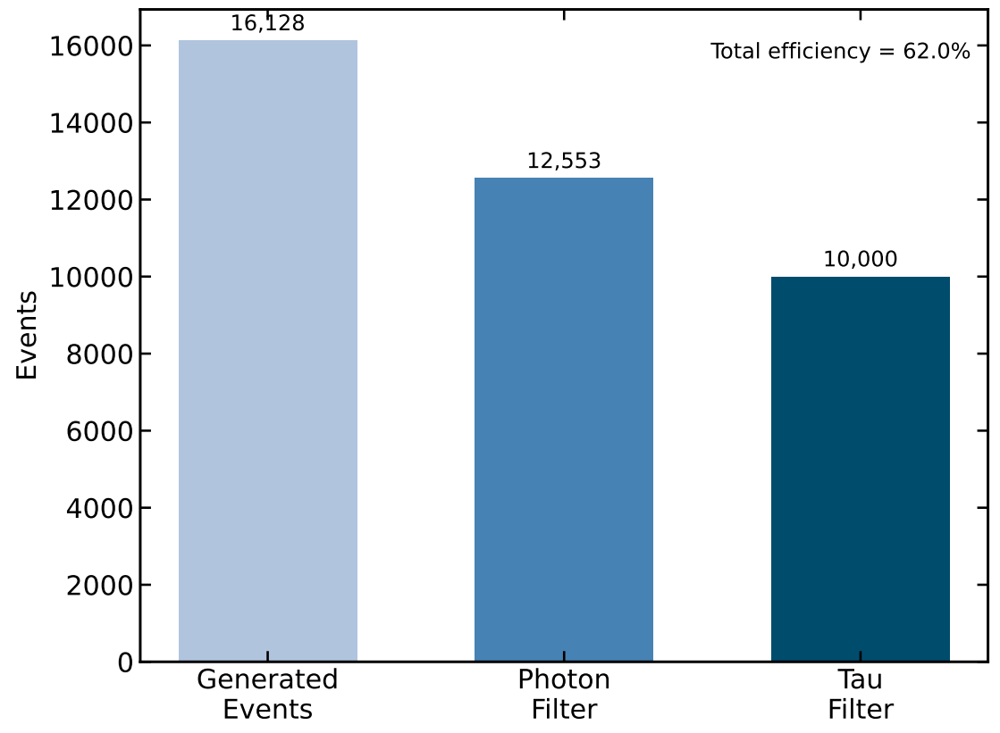 16,128
Total efficiency = 62.0%
12,553
10,000
16000
14000
12000
10000
8000
6000
4000
2000
0
Events
Generated
Events
Photon
Filter
Tau
Filter